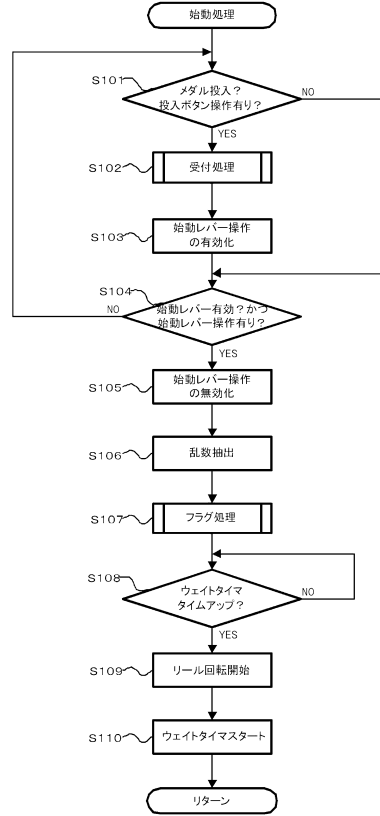 始動処理
S101
メダル投入？
投入ボタン操作有り？
NO
YES
S102
受付処理
S103
始動レバー操作
の有効化
S104
始動レバー有効？かつ
始動レバー操作有り？
NO
YES
S105
始動レバー操作
の無効化
S106
乱数抽出
S107
フラグ処理
S108
ウェイトタイマ
タイムアップ？
NO
YES
S109
リール回転開始
S110
ウェイトタイマスタート
リターン